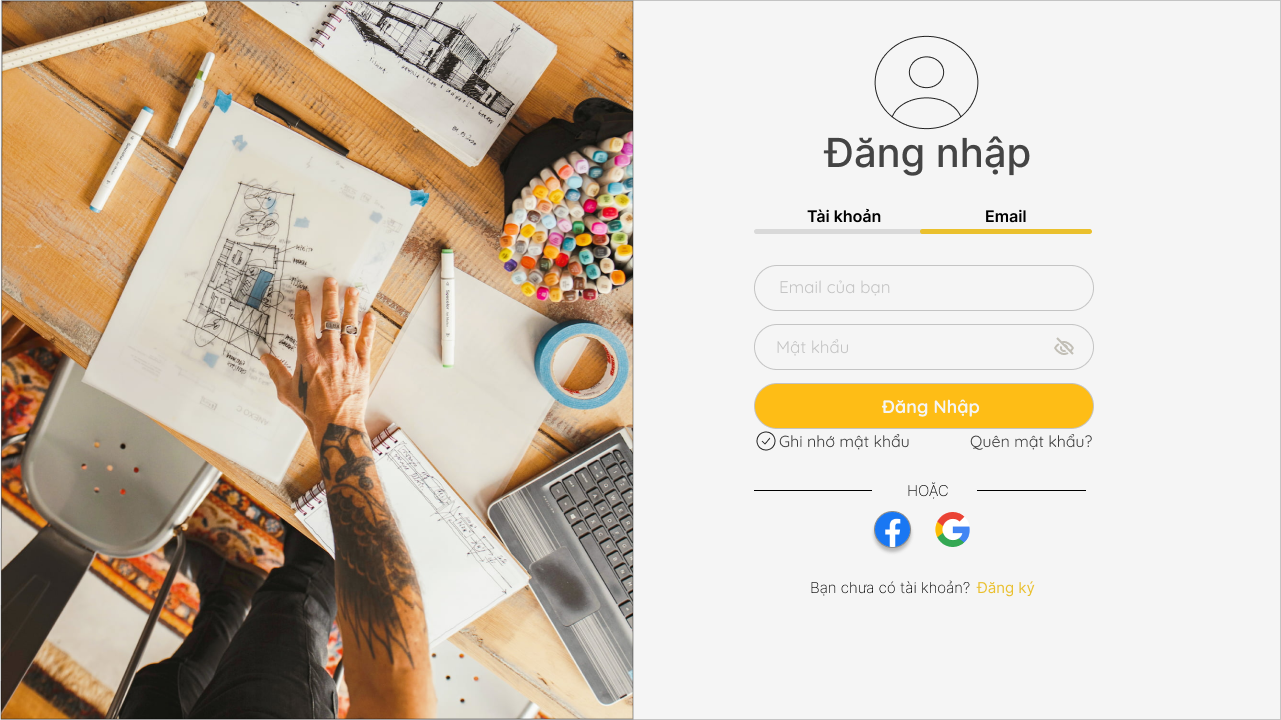 Đăng nhập
Tài khoản Email
Email của bạn
Mật khẩu
Đăng Nhập
Ghi nhớ mật khẩu Quên mật khẩu?
HOẶC
Bạn chưa có tài khoản? Đăng ký